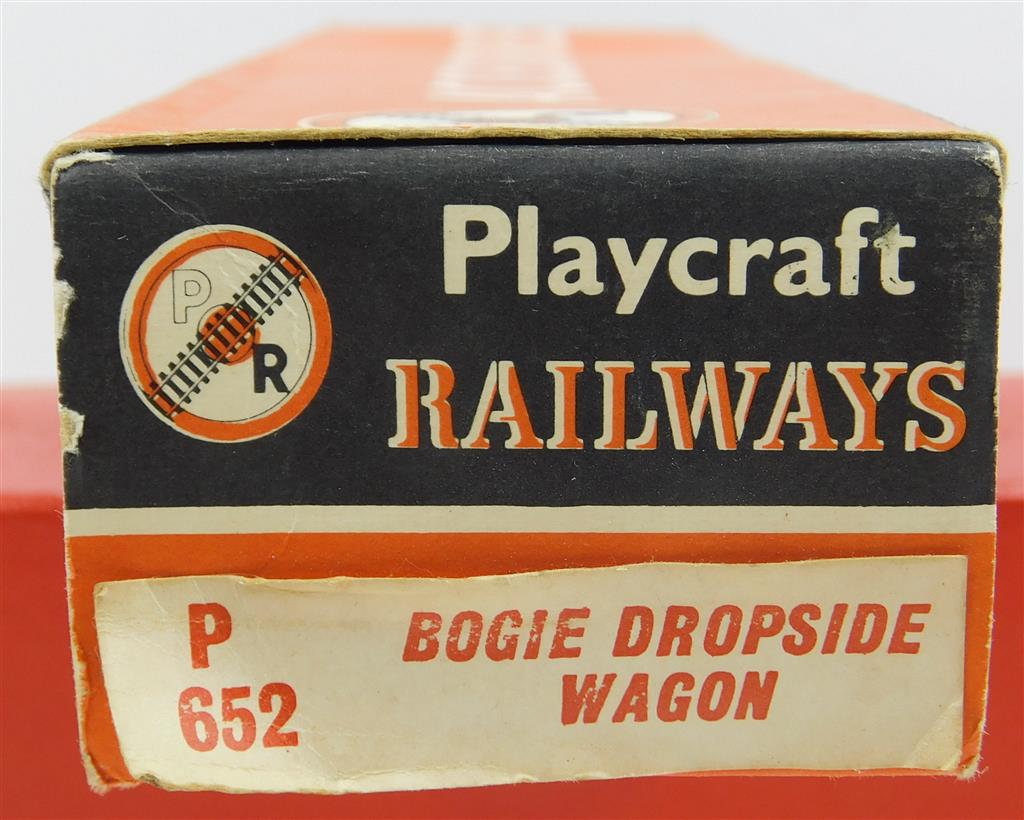 Playcraft
RAILWAYS
P
R
P
652
BOGIE DROPSIDE
WAGON